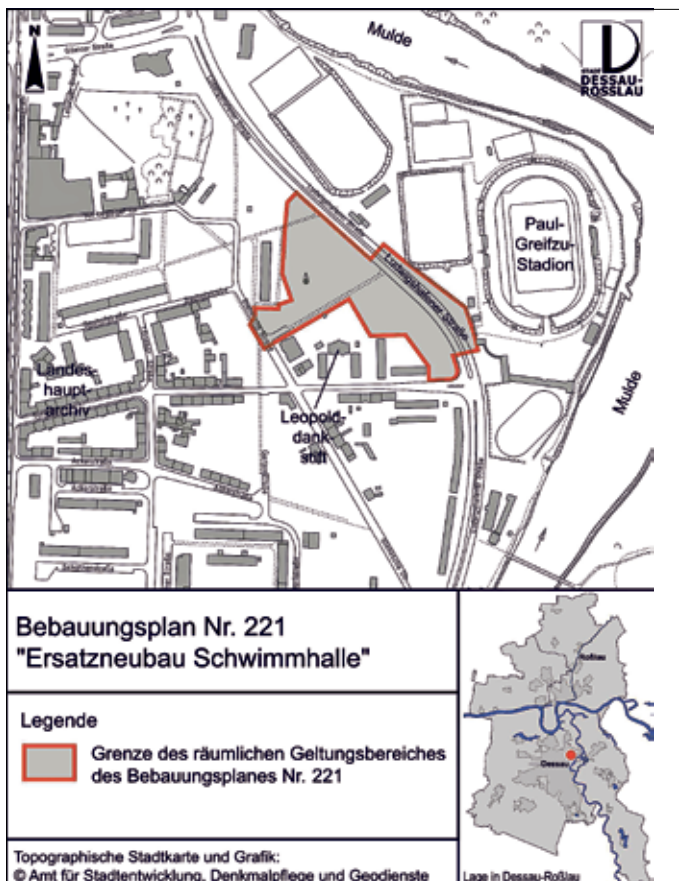 N
Mulde
STADT
DESSAU-
ROSSLAU
Paul-
Greifzu-
Stadion
Ludwigshafener Straße
Landes-
haupt-
archiv
Leopold-
dank-
stift
Mulde
Bebauungsplan Nr. 221
"Ersatzneubau Schwimmhalle"
Legende
Grenze des räumlichen Geltungsbereiches
des Bebauungsplanes Nr. 221
Topographische Stadtkarte und Grafik:
© Amt für Stadtentwicklung, Denkmalpflege und Geodienste
Roßlau
Dessau
Lage in Dessau-Roßlau